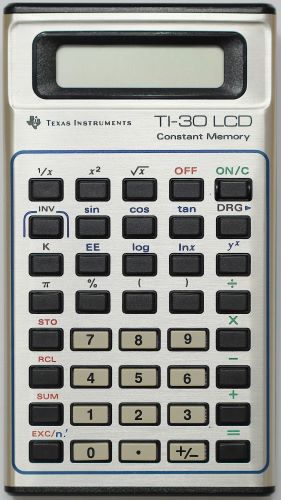 TEXAS INSTRUMENTS TI-30 LCD
Constant Memory
1/x x² √x OFF ON/C
INV sin cos tan DRG►
K EE log lnx yˣ
π % ( ) ÷
STO 7 8 9 ×
RCL 4 5 6 −
SUM 1 2 3 +
EXC/n.' 0 . +/− =